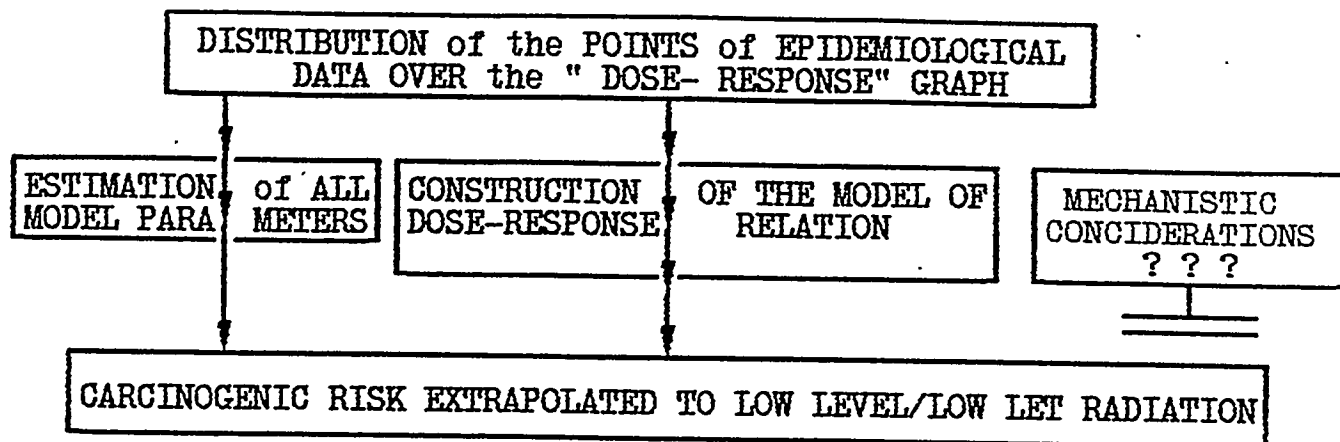 DISTRIBUTION of the POINTS of EPIDEMIOLOGICAL
DATA OVER the " DOSE- RESPONSE" GRAPH
ESTIMATION of ALL
MODEL PARA METERS
CONSTRUCTION OF THE MODEL OF
DOSE-RESPONSE RELATION
MECHANISTIC
CONCIDERATIONS
? ? ?
CARCINOGENIC RISK EXTRAPOLATED TO LOW LEVEL/LOW LET RADIATION